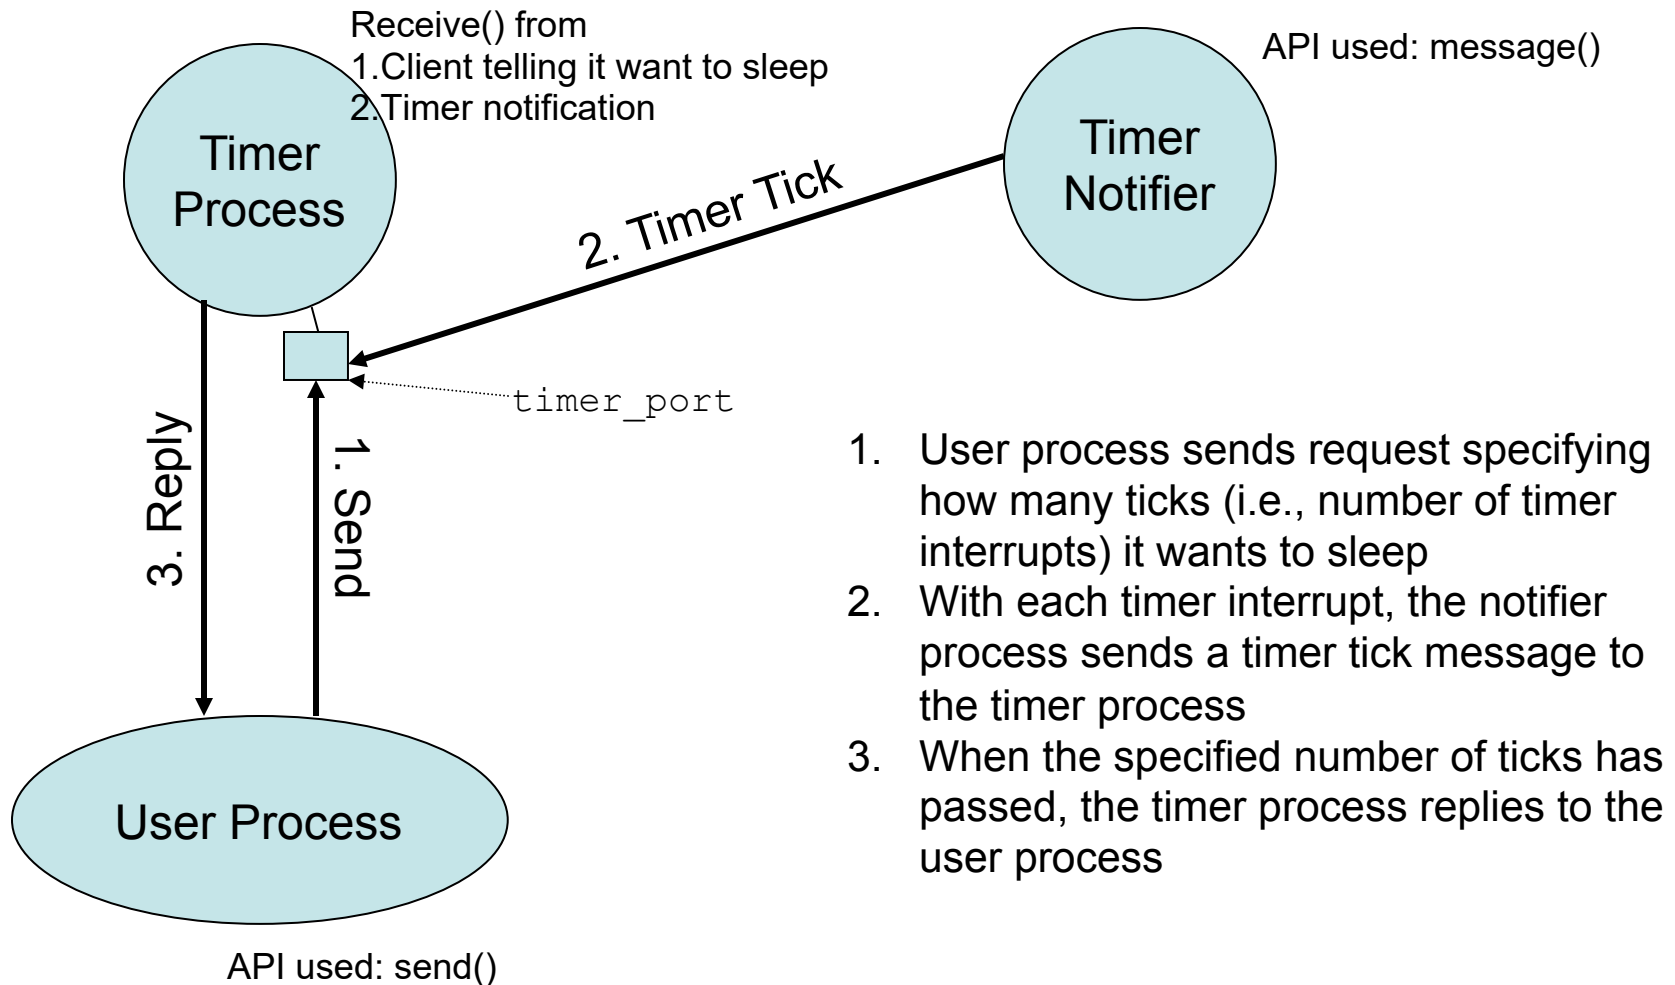 Receive() from
1.Client telling it want to sleep
2.Timer notification
API used: message()
Timer
Process
Timer
Notifier
2. Timer Tick
timer_port
3. Reply
1. Send
1. User process sends request specifying
how many ticks (i.e., number of timer
interrupts) it wants to sleep
2. With each timer interrupt, the notifier
process sends a timer tick message to
the timer process
3. When the specified number of ticks has
passed, the timer process replies to the
user process
User Process
API used: send()